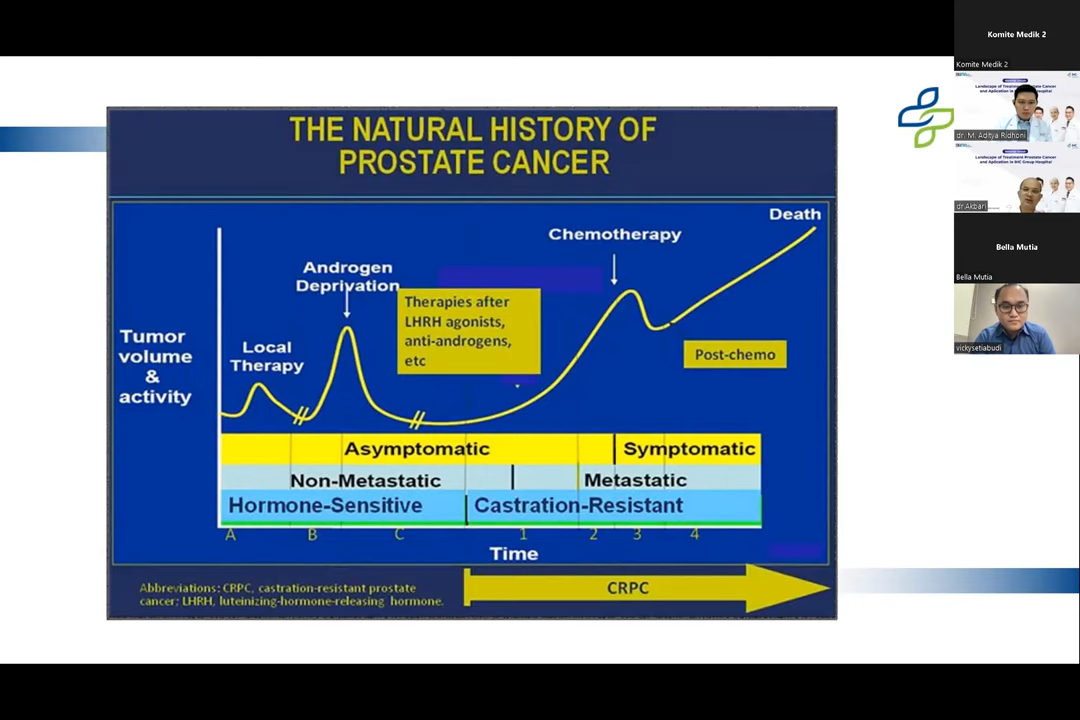 THE NATURAL HISTORY OF
PROSTATE CANCER
Death
Chemotherapy
Androgen
Deprivation
Therapies after
LHRH agonists,
anti-androgens,
etc
Local
Therapy
Tumor
volume
&
activity
Post-chemo
Asymptomatic
Symptomatic
Non-Metastatic
Metastatic
Hormone-Sensitive
Castration-Resistant
A B C 1 2 3 4
Time
Abbreviations: CRPC, castration-resistant prostate
cancer; LHRH, luteinizing-hormone-releasing hormone.
CRPC
Komite Medik 2
Komite Medik 2
Landscape of Treatment Prostate Cancer
and Aplication in BIC Group Hospital
dr. M. Aditya Ridhoni
Landscape of Treatment Prostate Cancer
and Aplication in BIC Group Hospital
dr.Akbari
Bella Mutia
Bella Mutia
vickysetiabudi